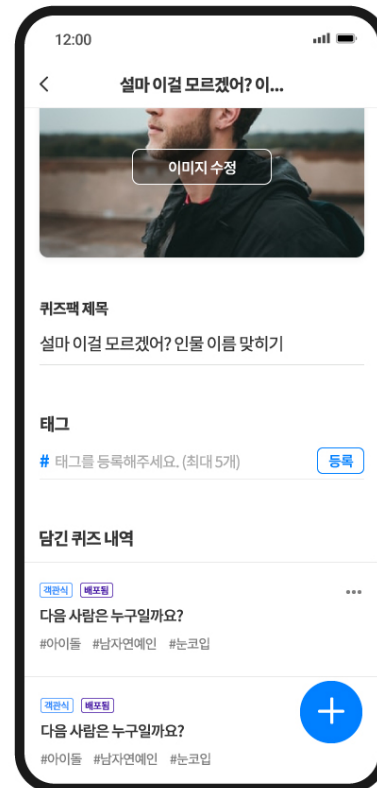 12:00
설마 이걸 모르겠어? 이...
이미지 수정
퀴즈팩 제목
설마 이걸 모르겠어? 인물 이름 맞히기
태그
# 태그를 등록해주세요. (최대 5개)
등록
담긴 퀴즈 내역
객관식 배포됨
다음 사람은 누구일까요?
#아이돌 #남자연예인 #눈코입
객관식 배포됨
다음 사람은 누구일까요?
#아이돌 #남자연예인 #눈코입